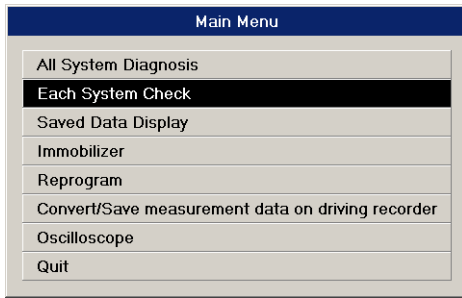 Main Menu
All System Diagnosis
Each System Check
Saved Data Display
Immobilizer
Reprogram
Convert/Save measurement data on driving recorder
Oscilloscope
Quit